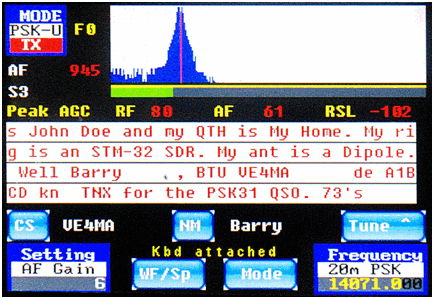 MODE
PSK-U F0
TX
AF 945
S3
Peak AGC RF 80 AF 61 RSL -102
s John Doe and my QTH is My Home. My ri
g is an STM-32 SDR. My ant is a Dipole.
Well Barry , BTU VE4MA de A1B
CD kn TNX for the PSK31 QSO. 73's
CS VE4MA NM Barry Tune ^
Setting Kbd attached Frequency
AF Gain WF/Sp Mode 20m PSK
6 14071.000